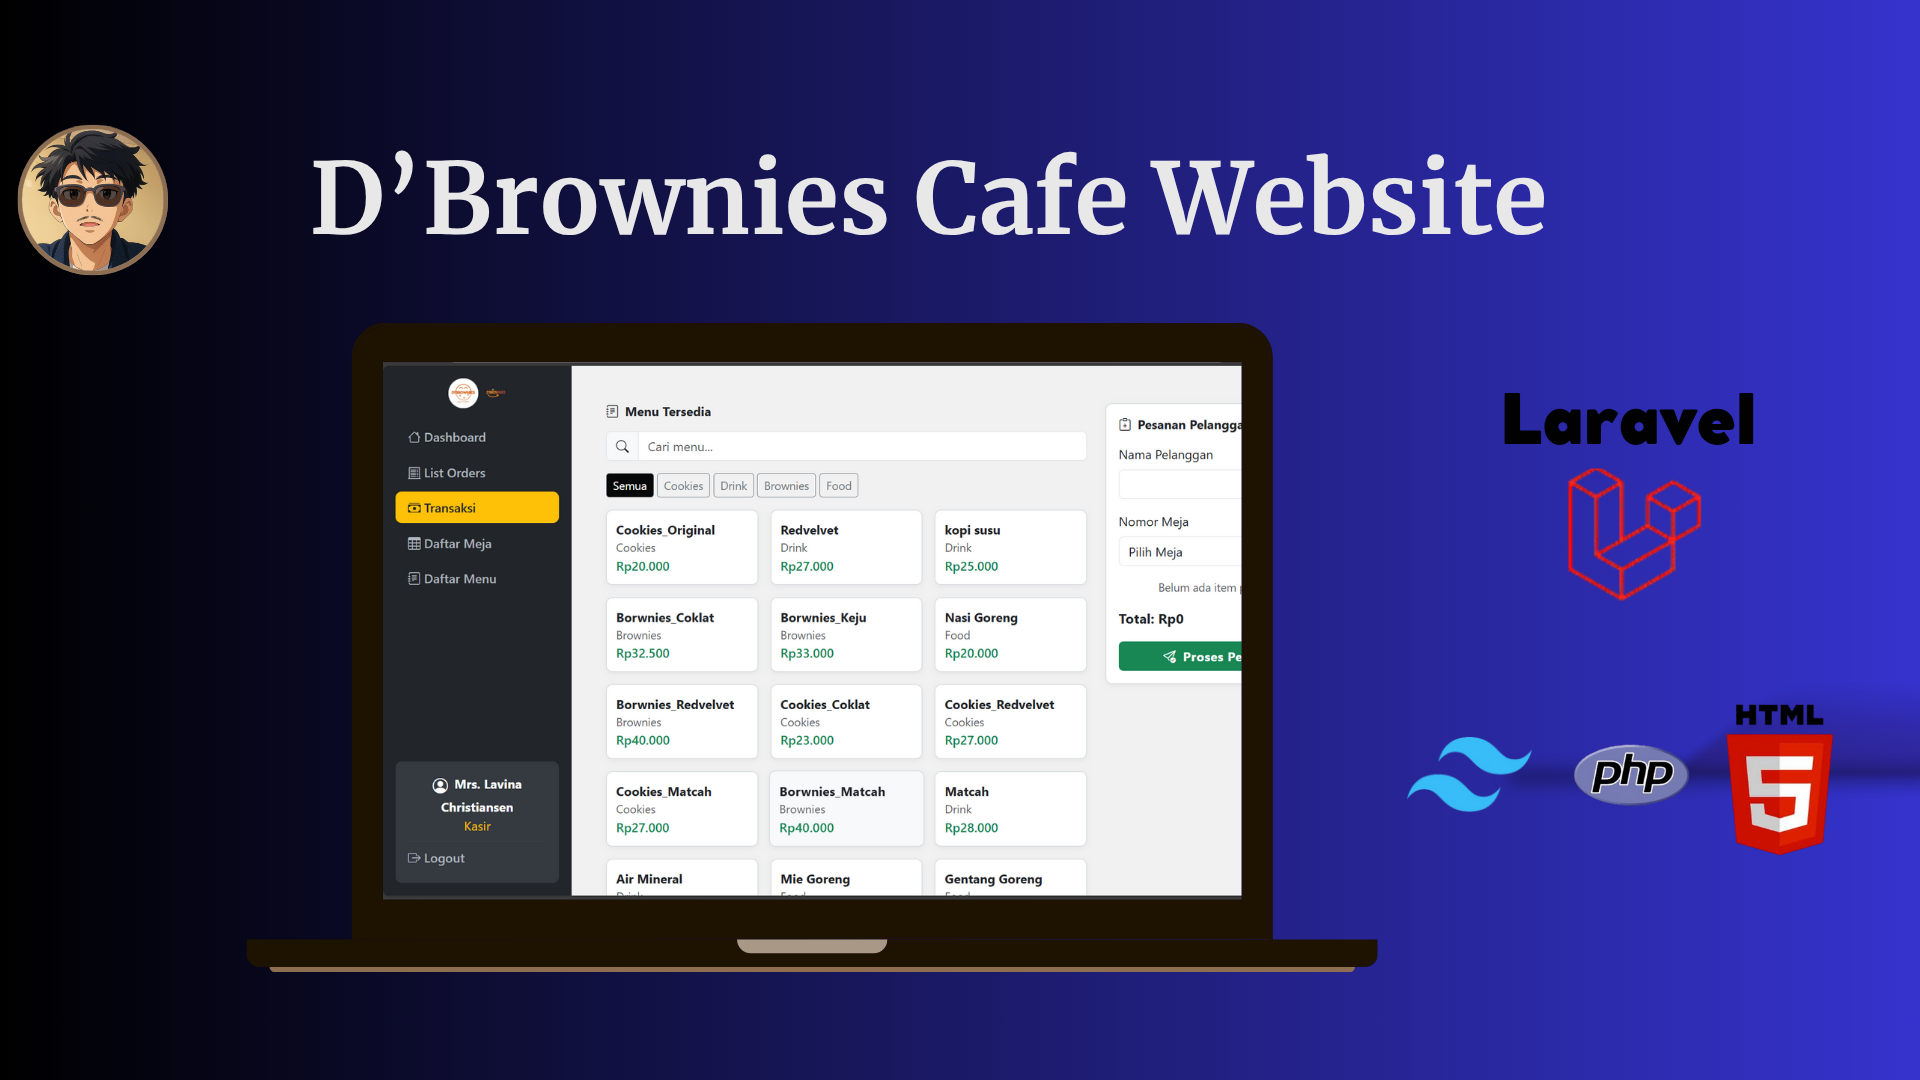 D’Brownies Cafe Website
Dashboard
List Orders
Transaksi
Daftar Meja
Daftar Menu
Mrs. Lavina
Christiansen
Kasir
Logout
Menu Tersedia
Cari menu...
Semua Cookies Drink Brownies Food
Cookies_Original
Cookies
Rp20.000
Redvelvet
Drink
Rp27.000
kopi susu
Drink
Rp25.000
Borwnies_Coklat
Brownies
Rp32.500
Borwnies_Keju
Brownies
Rp33.000
Nasi Goreng
Food
Rp20.000
Borwnies_Redvelvet
Brownies
Rp40.000
Cookies_Coklat
Cookies
Rp23.000
Cookies_Redvelvet
Cookies
Rp27.000
Cookies_Matcah
Cookies
Rp27.000
Borwnies_Matcah
Brownies
Rp40.000
Matcah
Drink
Rp28.000
Air Mineral
Mie Goreng
Gentang Goreng
Pesanan Pelangga
Nama Pelanggan
Nomor Meja
Pilih Meja
Belum ada item
Total: Rp0
Proses Pe
Laravel
php
HTML
5